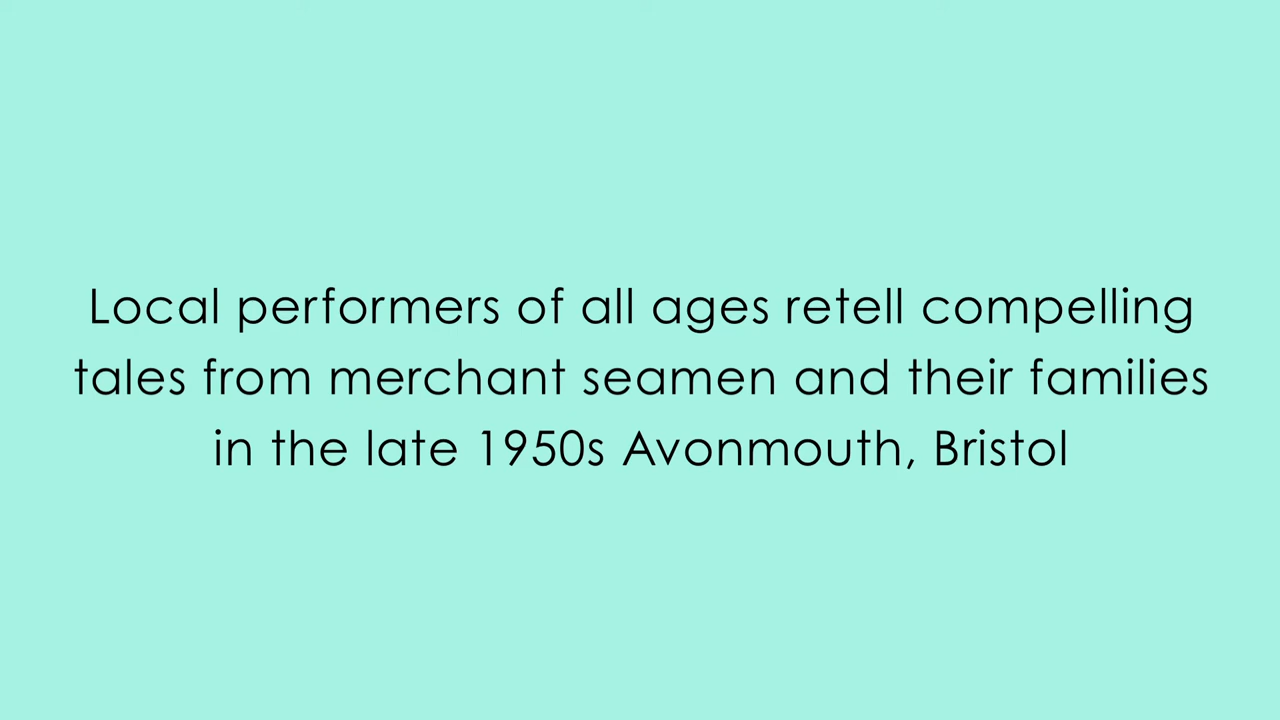 Local performers of all ages retell compelling
tales from merchant seamen and their families
in the late 1950s Avonmouth, Bristol